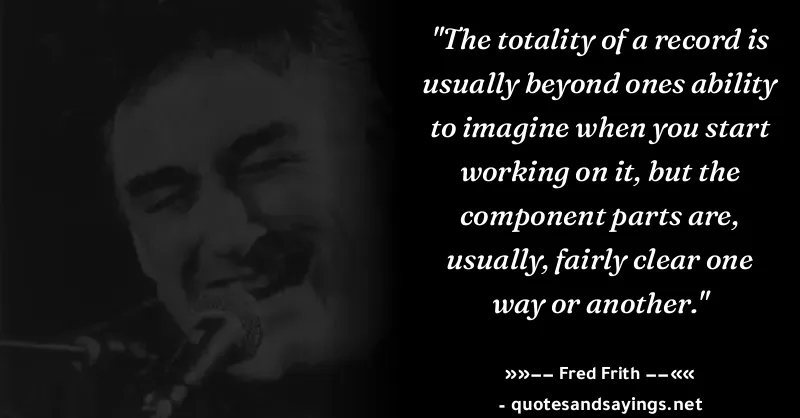 "The totality of a record is
usually beyond ones ability
to imagine when you start
working on it, but the
component parts are,
usually, fairly clear one
way or another."
»»−− Fred Frith −−««
- quotesandsayings.net